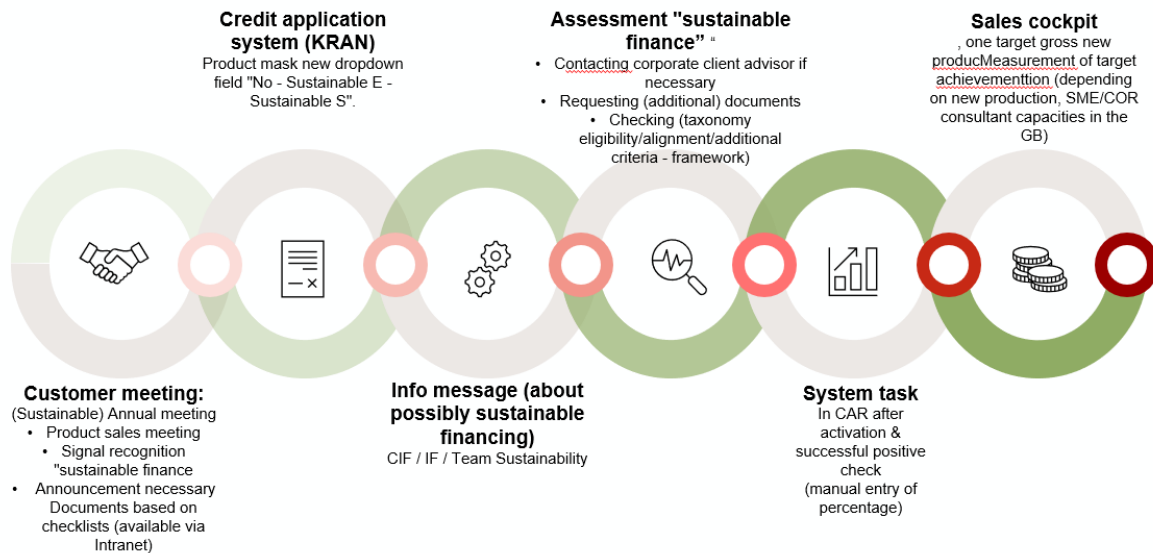 Credit application
system (KRAN)
Product mask new dropdown
field "No - Sustainable E -
Sustainable S".
Assessment "sustainable
finance” “
• Contacting corporate client advisor if
necessary
• Requesting (additional) documents
• Checking (taxonomy
eligibility/alignment/additional
criteria - framework)
Sales cockpit
, one target gross new
producMeasurement of target
achievementtion (depending
on new production, SME/COR
consultant capacities in the
GB)
Customer meeting:
(Sustainable) Annual meeting
• Product sales meeting
• Signal recognition
"sustainable finance
• Announcement necessary
Documents based on
checklists (available via
Intranet)
Info message (about
possibly sustainable
financing)
CIF / IF / Team Sustainability
System task
In CAR after
activation &
successful positive
check
(manual entry of
percentage)